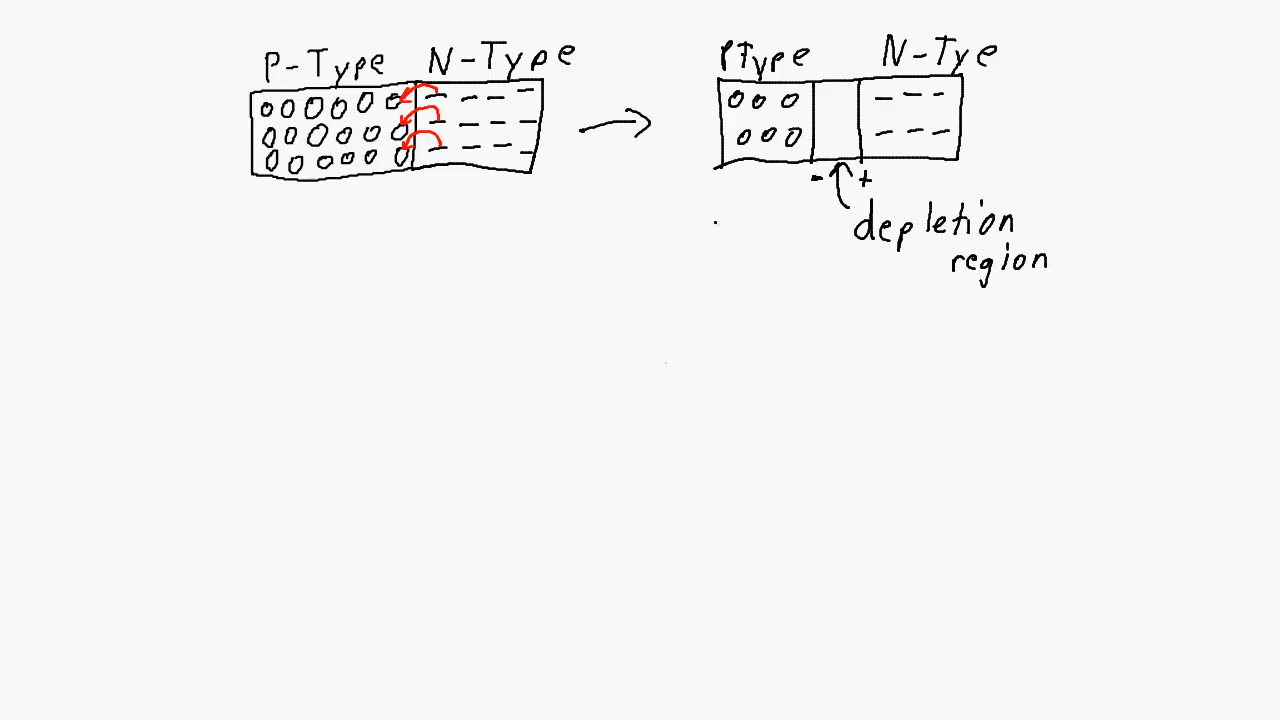 P-Type N-Type
PType N-Tye
- +
depletion
region